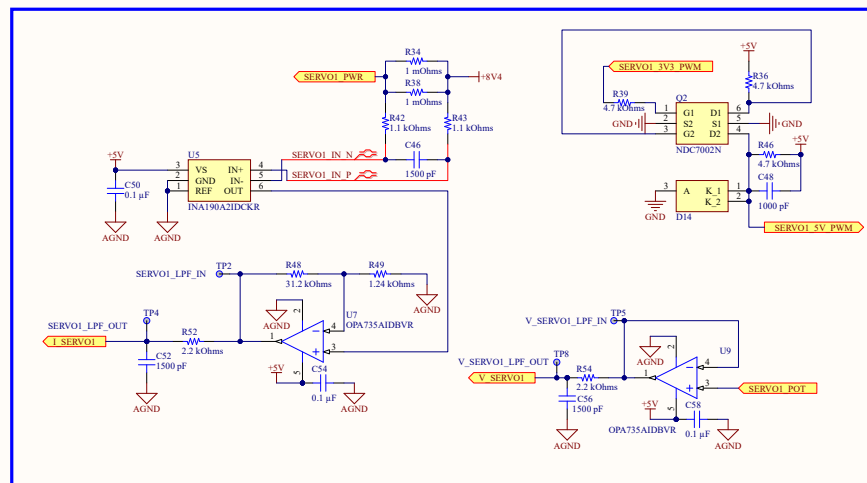 R34
1 mOhms
SERVO1_PWR
+8V4
R38
1 mOhms
R42
1.1 kOhms
R43
1.1 kOhms
C46
1500 pF
SERVO1_IN_N
SERVO1_IN_P
+5V
U5
3 VS IN+ 4
2 GND IN- 5
1 REF OUT 6
INA190A2IDCKR
C50
0.1 µF
AGND
AGND
+5V
SERVO1_3V3_PWM
R36
4.7 kOhms
R39
4.7 kOhms
Q2
1 G1 D1 6
2 S2 S1 5
3 G2 D2 4
GND
GND
NDC7002N
+5V
R46
4.7 kOhms
3 A K_1 1
K_2 2
GND
D14
C48
1000 pF
SERVO1_5V_PWM
SERVO1_LPF_IN
TP2
R48
31.2 kOhms
R49
1.24 kOhms
AGND
SERVO1_LPF_OUT
TP4
I_SERVO1
R52
2.2 kOhms
C52
1500 pF
AGND
AGND
2
U7
OPA735AIDBVR
1
4
3
5
+5V
C54
0.1 µF
AGND
V_SERVO1_LPF_IN
TP5
V_SERVO1_LPF_OUT
TP8
V_SERVO1
R54
2.2 kOhms
C56
1500 pF
AGND
AGND
2
U9
1
4
3
SERVO1_POT
5
+5V
C58
0.1 µF
OPA735AIDBVR
AGND